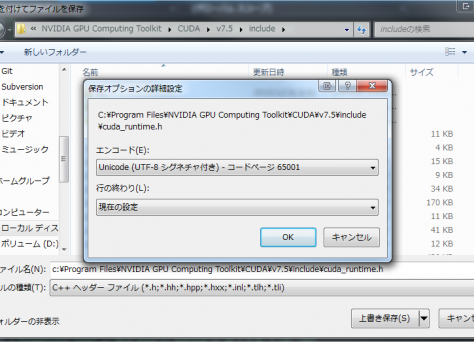 を付けてファイルを保存
« NVIDIA GPU Computing Toolkit ▸ CUDA ▸ v7.5 ▸ include
includeの検索
新しいフォルダー
名前 更新日時 種類 サイズ
Git
Subversion
ドキュメント
ピクチャ
ビデオ
ミュージック
ホームグループ
コンピューター
ローカル ディス
ボリューム (D:)
保存オプションの詳細設定
C:¥Program Files¥NVIDIA GPU Computing Toolkit¥CUDA¥v7.5¥include
¥cuda_runtime.h
エンコード(E):
Unicode (UTF-8 シグネチャ付き) - コードページ 65001
行の終わり(L):
現在の設定
OK キャンセル
11 KB
4 KB
15 KB
9 KB
34 KB
170 KB
11 KB
41 KB
12 KB
ァイル名(N): c:¥Program Files¥NVIDIA GPU Computing Toolkit¥CUDA¥v7.5¥include¥cuda_runtime.h
ルの種類(T): C++ ヘッダー ファイル (*.h;*.hh;*.hpp;*.hxx;*.inl;*.tlh;*.tli)
ォルダーの非表示
上書き保存(S)
キャンセ